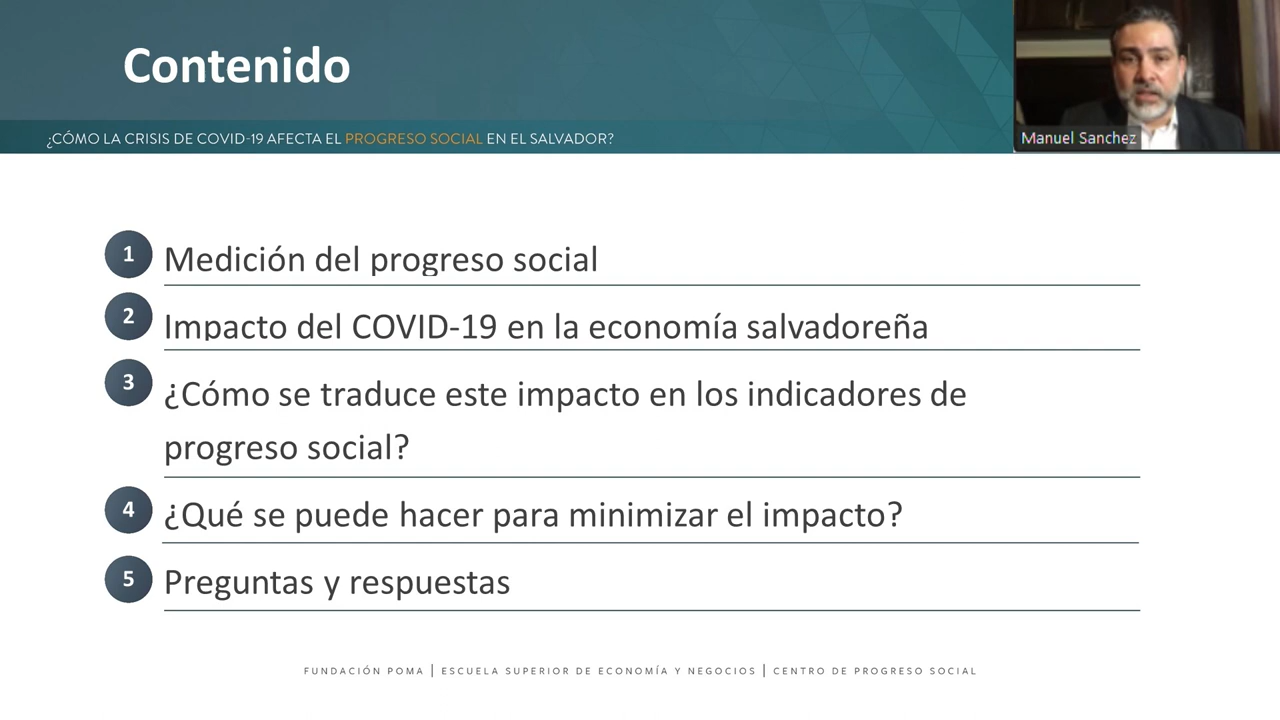 Contenido
¿CÓMO LA CRISIS DE COVID-19 AFECTA EL PROGRESO SOCIAL EN EL SALVADOR?
Manuel Sanchez
1 Medición del progreso social
2 Impacto del COVID-19 en la economía salvadoreña
3 ¿Cómo se traduce este impacto en los indicadores de
progreso social?
4 ¿Qué se puede hacer para minimizar el impacto?
5 Preguntas y respuestas
FUNDACIÓN POMA | ESCUELA SUPERIOR DE ECONOMÍA Y NEGOCIOS | CENTRO DE PROGRESO SOCIAL